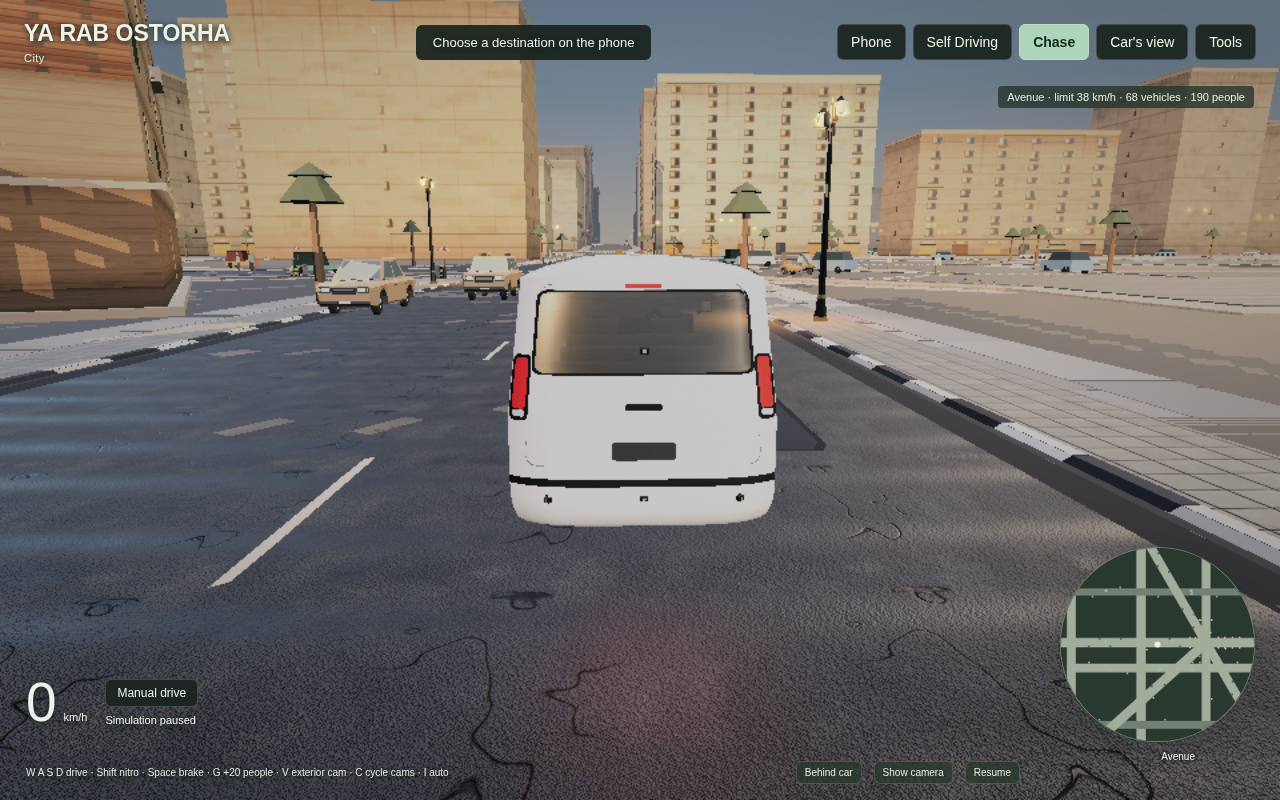 YA RAB OSTORHA
City
Choose a destination on the phone
Phone
Self Driving
Chase
Car's view
Tools
Avenue · limit 38 km/h · 68 vehicles · 190 people
0 km/h
Manual drive
Simulation paused
Avenue
W A S D drive · Shift nitro · Space brake · G +20 people · V exterior cam · C cycle cams · I auto
Behind car
Show camera
Resume